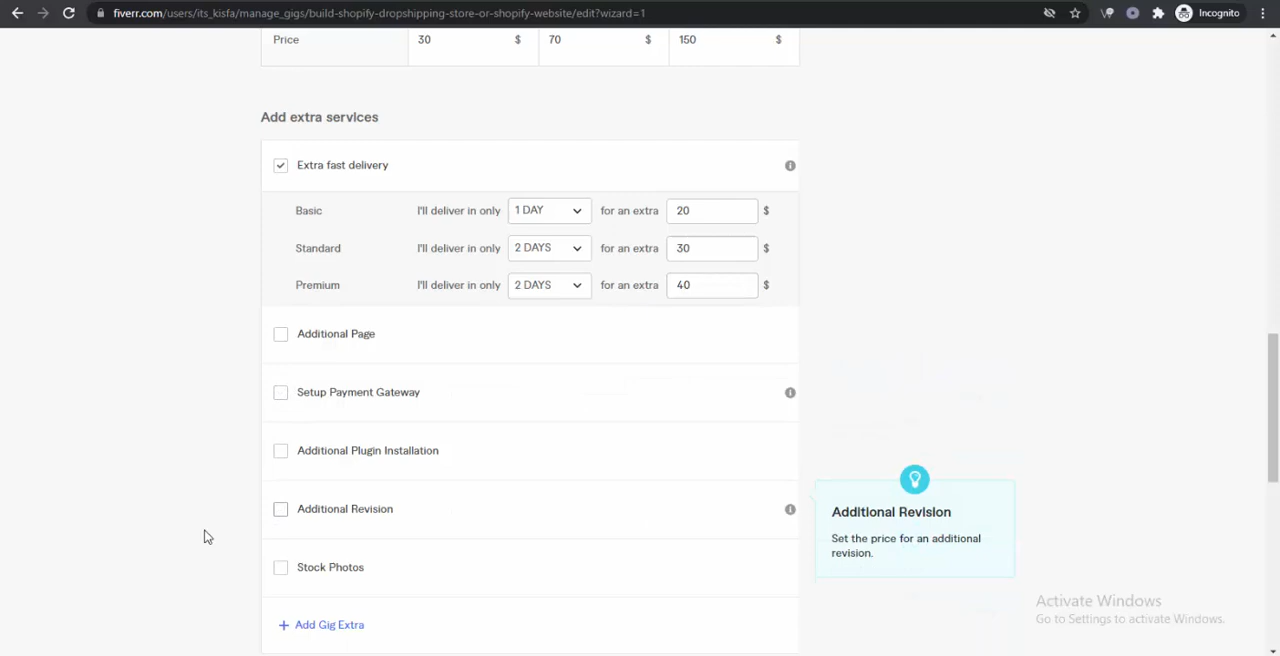 fiverr.com/users/its_kisfa/manage_gigs/build-shopify-dropshipping-store-or-shopify-website/edit?wizard=1
Incognito
Price 30 $ 70 $ 150 $
Add extra services
Extra fast delivery
Basic I'll deliver in only 1 DAY for an extra 20 $
Standard I'll deliver in only 2 DAYS for an extra 30 $
Premium I'll deliver in only 2 DAYS for an extra 40 $
Additional Page
Setup Payment Gateway
Additional Plugin Installation
Additional Revision
Additional Revision
Set the price for an additional
revision.
Stock Photos
+ Add Gig Extra
Activate Windows
Go to Settings to activate Windows.